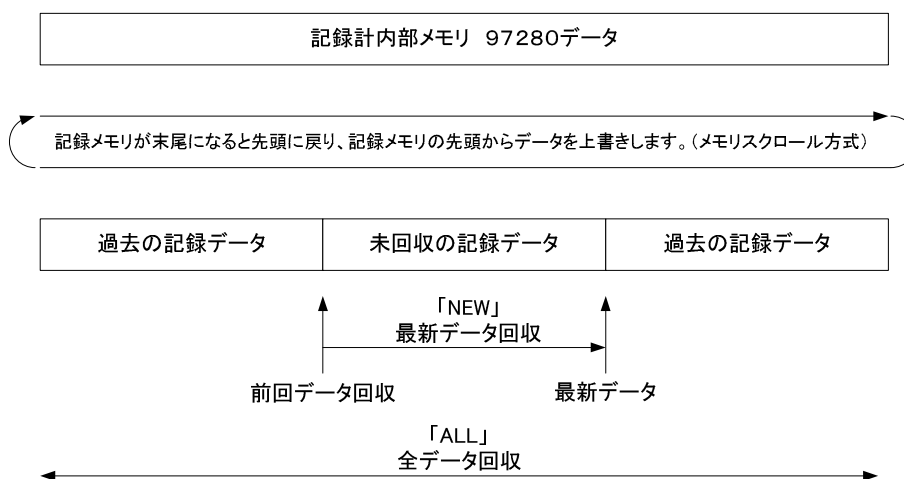 記録計内部メモリ 97280データ
記録メモリが末尾になると先頭に戻り、記録メモリの先頭からデータを上書きします。(メモリスクロール方式)
過去の記録データ
未回収の記録データ
過去の記録データ
「NEW」
最新データ回収
前回データ回収
最新データ
「ALL」
全データ回収